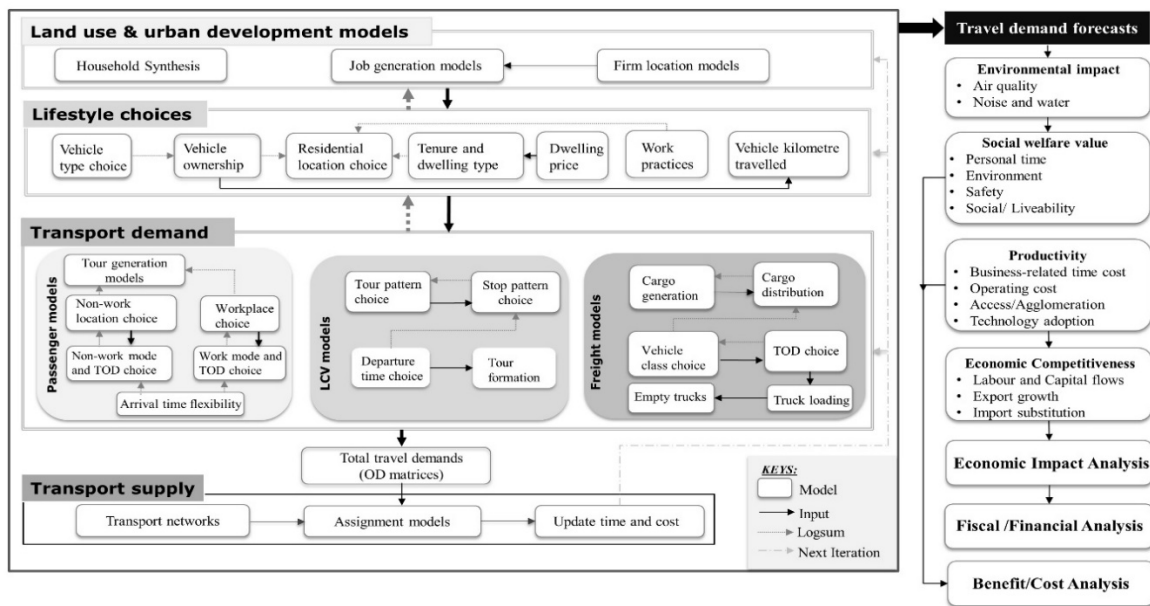 Land use & urban development models
Household Synthesis
Job generation models
Firm location models
Lifestyle choices
Vehicle
type choice
Vehicle
ownership
Residential
location choice
Tenure and
dwelling type
Dwelling
price
Work
practices
Vehicle kilometre
travelled
Transport demand
Passenger models
Tour generation
models
Non-work
location choice
Workplace
choice
Non-work mode
and TOD choice
Work mode and
TOD choice
Arrival time flexibility
LCV models
Tour pattern
choice
Stop pattern
choice
Departure
time choice
Tour
formation
Freight models
Cargo
generation
Cargo
distribution
Vehicle
class choice
TOD choice
Empty trucks
Truck loading
Total travel demands
(OD matrices)
Transport supply
Transport networks
Assignment models
Update time and cost
KEYS:
Model
Input
Logsum
Next Iteration
Travel demand forecasts
Environmental impact
• Air quality
• Noise and water
Social welfare value
• Personal time
• Environment
• Safety
• Social/ Liveability
Productivity
• Business-related time cost
• Operating cost
• Access/Agglomeration
• Technology adoption
Economic Competitiveness
• Labour and Capital flows
• Export growth
• Import substitution
Economic Impact Analysis
Fiscal /Financial Analysis
Benefit/Cost Analysis